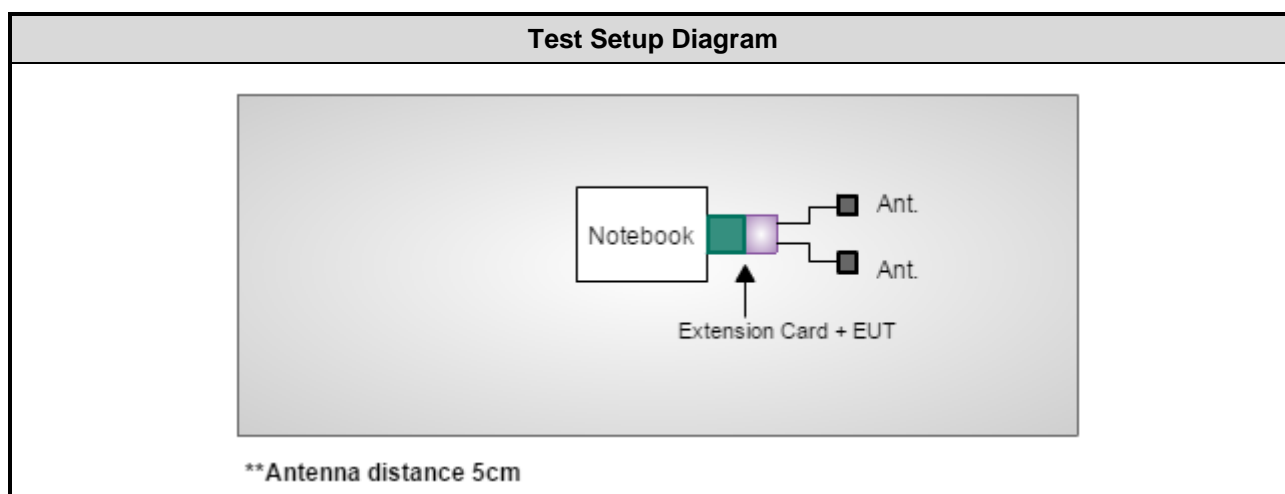 Test Setup Diagram
Ant.
Notebook
Ant.
Extension Card + EUT
**Antenna distance 5cm